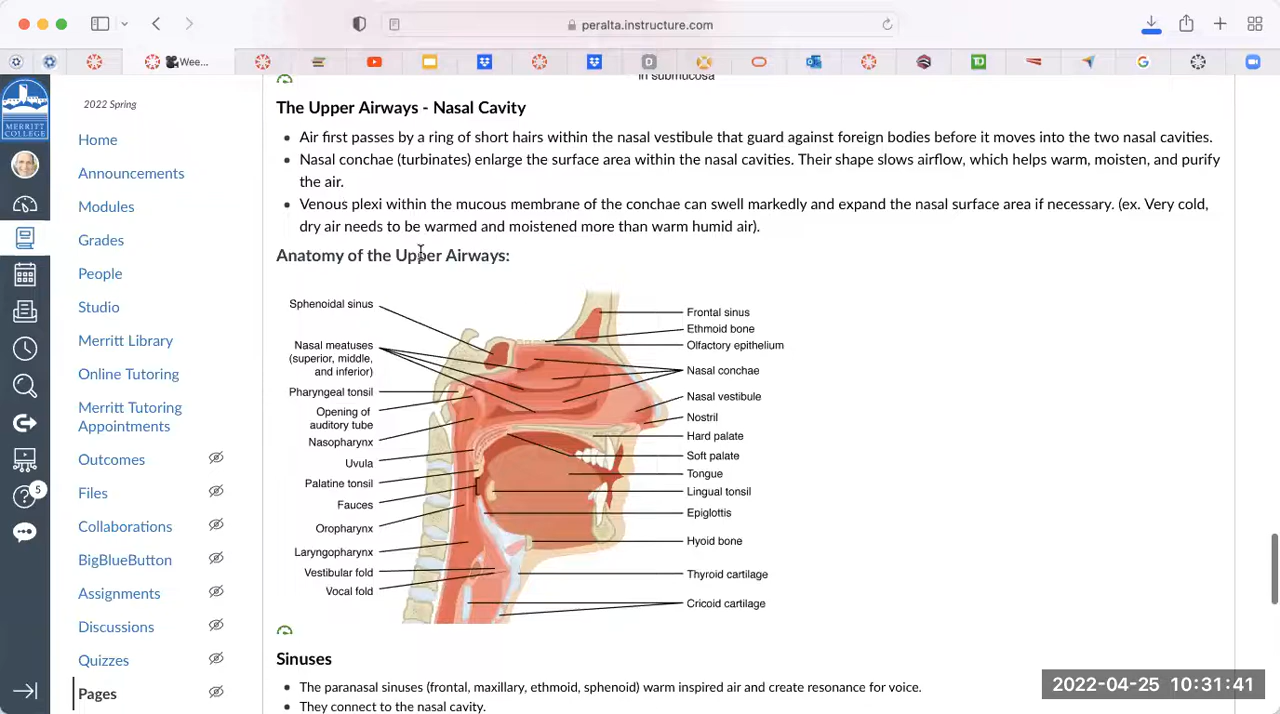 peralta.instructure.com
Wee...
in submucosa
MERRITT
COLLEGE
2022 Spring
Home
Announcements
Modules
Grades
People
Studio
Merritt Library
Online Tutoring
Merritt Tutoring
Appointments
Outcomes
Files
Collaborations
BigBlueButton
Assignments
Discussions
Quizzes
Pages
5
The Upper Airways - Nasal Cavity
Air first passes by a ring of short hairs within the nasal vestibule that guard against foreign bodies before it moves into the two nasal cavities.
Nasal conchae (turbinates) enlarge the surface area within the nasal cavities. Their shape slows airflow, which helps warm, moisten, and purify
the air.
Venous plexi within the mucous membrane of the conchae can swell markedly and expand the nasal surface area if necessary. (ex. Very cold,
dry air needs to be warmed and moistened more than warm humid air).
Anatomy of the Upper Airways:
Sphenoidal sinus
Nasal meatuses
(superior, middle,
and inferior)
Pharyngeal tonsil
Opening of
auditory tube
Nasopharynx
Uvula
Palatine tonsil
Fauces
Oropharynx
Laryngopharynx
Vestibular fold
Vocal fold
Frontal sinus
Ethmoid bone
Olfactory epithelium
Nasal conchae
Nasal vestibule
Nostril
Hard palate
Soft palate
Tongue
Lingual tonsil
Epiglottis
Hyoid bone
Thyroid cartilage
Cricoid cartilage
Sinuses
The paranasal sinuses (frontal, maxillary, ethmoid, sphenoid) warm inspired air and create resonance for voice.
They connect to the nasal cavity.
2022-04-25 10:31:41